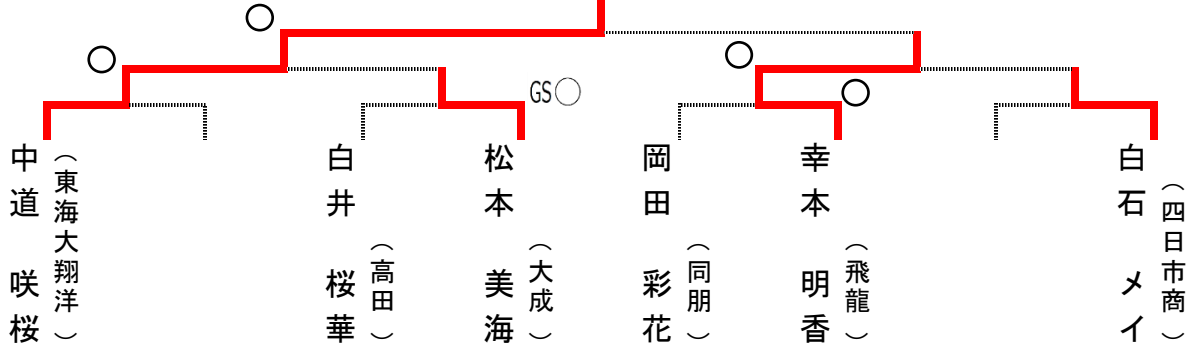 ○
○
○
GS○
○
中道 咲桜
（東海大翔洋）
白井 桜華
（高田）
松本 美海
（大成）
岡田 彩花
（同朋）
幸本 明香
（飛龍）
白石 メイ
（四日市商）